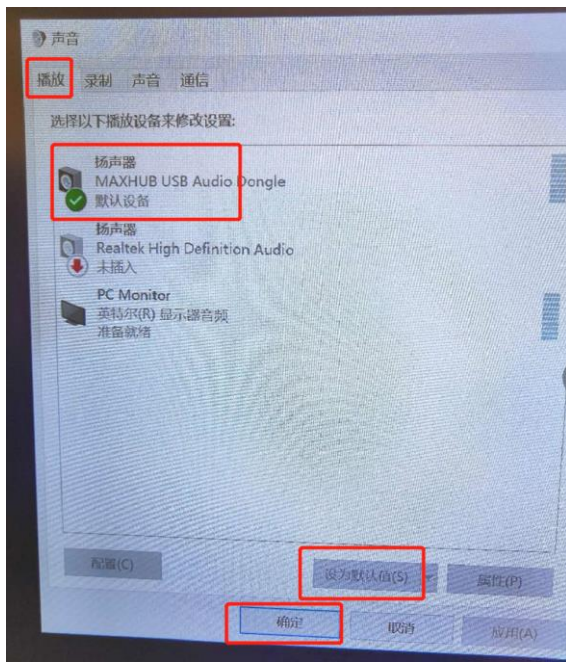 声音
播放 录制 声音 通信
选择以下播放设备来修改设置:
扬声器
MAXHUB USB Audio Dongle
默认设备
扬声器
Realtek High Definition Audio
未插入
PC Monitor
英特尔(R) 显示器音频
准备就绪
配置(C) 设为默认值(S) 属性(P)
确定 取消 应用(A)